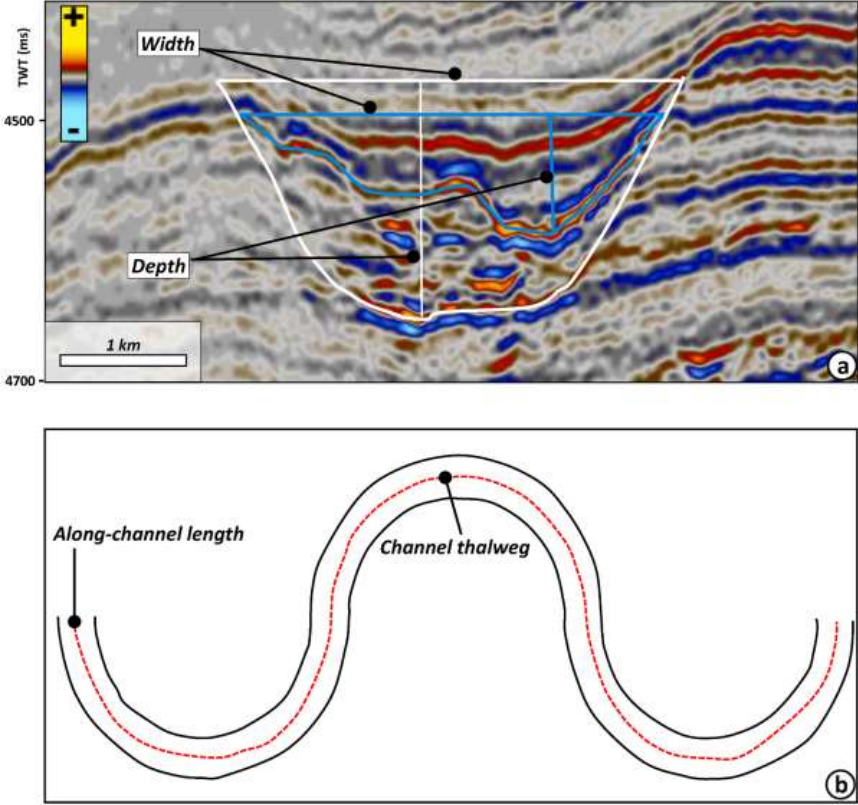 +
TWT (ms)
Width
-
4500
Depth
1 km
4700
a
Along-channel length
Channel thalweg
b